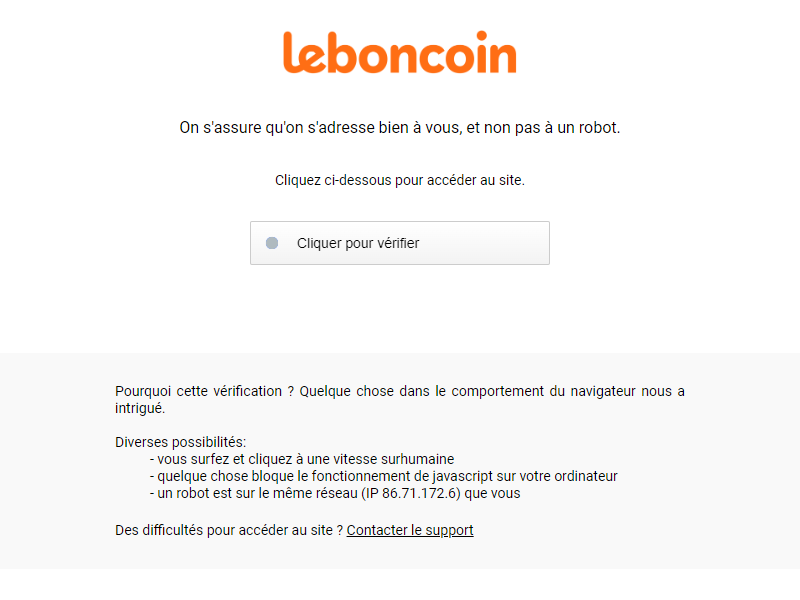 leboncoin
On s'assure qu'on s'adresse bien à vous, et non pas à un robot.
Cliquez ci-dessous pour accéder au site.
Cliquer pour vérifier
Pourquoi cette vérification ? Quelque chose dans le comportement du navigateur nous a
intrigué.
Diverses possibilités:
- vous surfez et cliquez à une vitesse surhumaine
- quelque chose bloque le fonctionnement de javascript sur votre ordinateur
- un robot est sur le même réseau (IP 86.71.172.6) que vous
Des difficultés pour accéder au site ? Contacter le support